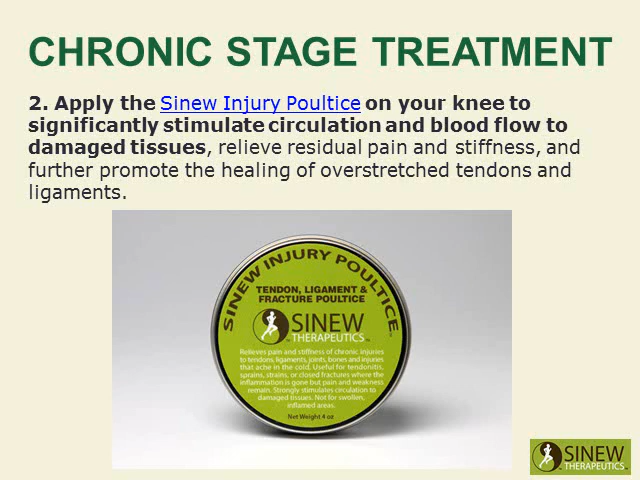 CHRONIC STAGE TREATMENT
2. Apply the Sinew Injury Poultice on your knee to
significantly stimulate circulation and blood flow to
damaged tissues, relieve residual pain and stiffness, and
further promote the healing of overstretched tendons and
ligaments.
SINEW INJURY POULTICE
TENDON, LIGAMENT &
FRACTURE POULTICE
SINEW
THERAPEUTICS™
Relieves pain and stiffness of chronic injuries
to tendons, ligaments, joints, bones and injuries
that ache in the cold. Useful for tendonitis,
sprains, strains, or closed fractures where the
inflammation is gone but pain and weakness
remain. Strongly stimulates circulation to
damaged tissues. Not for swollen,
inflamed areas.
Net Weight 4 oz
SINEW
THERAPEUTICS